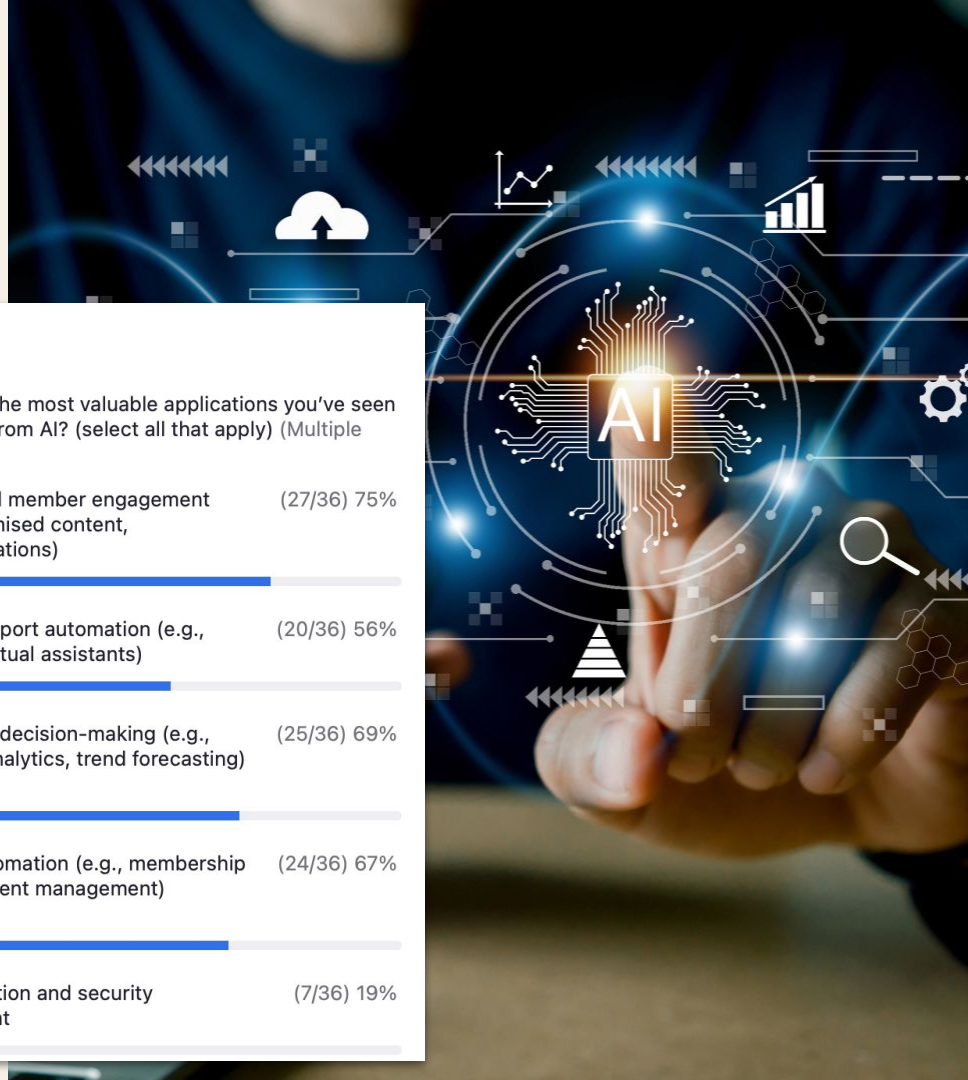 he most valuable applications you've seen
rom AI? (select all that apply) (Multiple
member engagement (27/36) 75%
nised content,
ations)
port automation (e.g., (20/36) 56%
tual assistants)
decision-making (e.g., (25/36) 69%
nalytics, trend forecasting)
omation (e.g., membership (24/36) 67%
ent management)
tion and security (7/36) 19%
AI